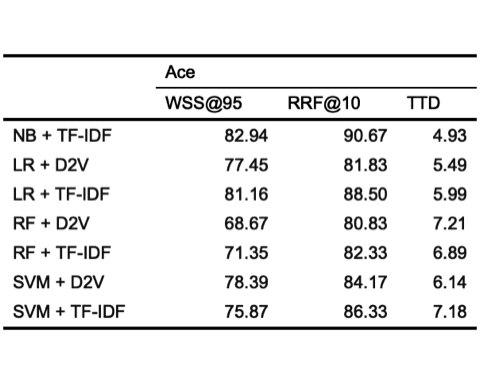 Ace
WSS@95 RRF@10 TTD
NB + TF-IDF 82.94 90.67 4.93
LR + D2V 77.45 81.83 5.49
LR + TF-IDF 81.16 88.50 5.99
RF + D2V 68.67 80.83 7.21
RF + TF-IDF 71.35 82.33 6.89
SVM + D2V 78.39 84.17 6.14
SVM + TF-IDF 75.87 86.33 7.18